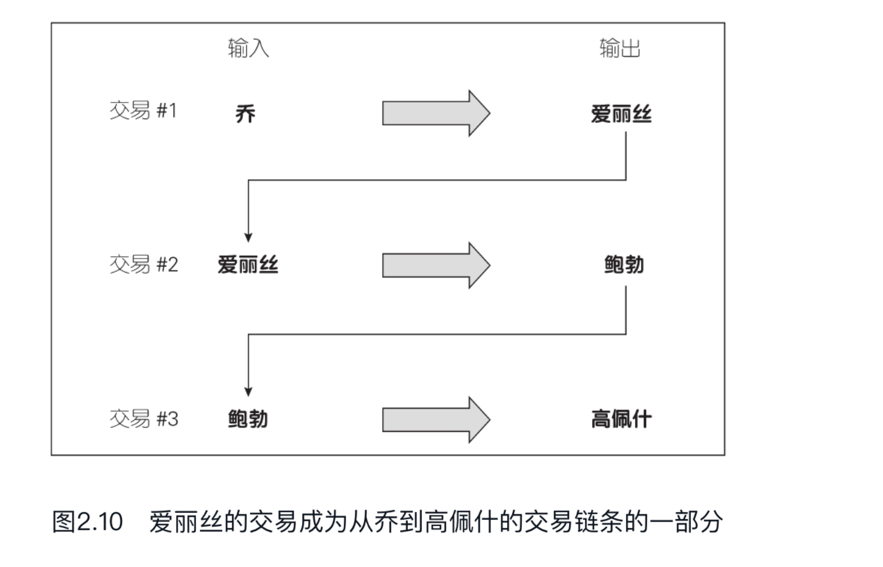 输入 输出
交易 #1 乔 爱丽丝
交易 #2 爱丽丝 鲍勃
交易 #3 鲍勃 高佩什
图2.10 爱丽丝的交易成为从乔到高佩什的交易链条的一部分